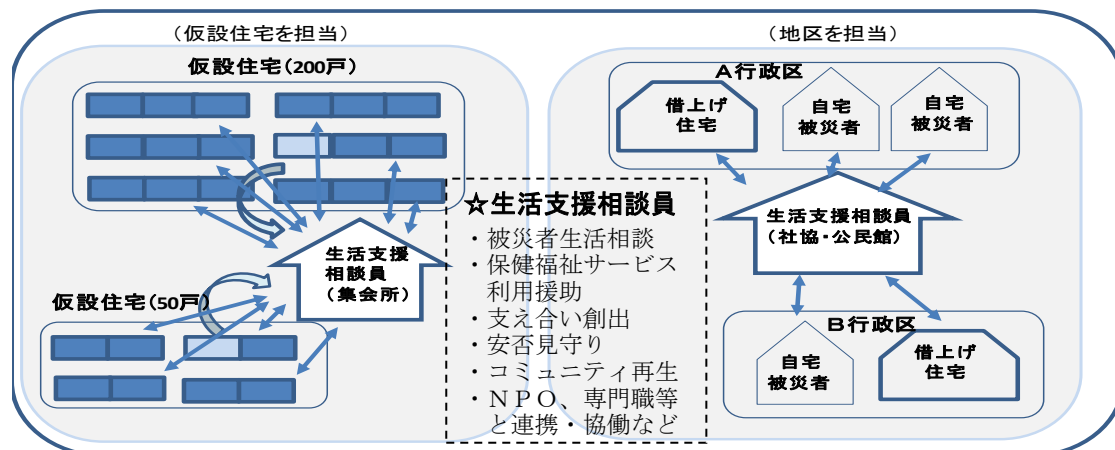 (仮設住宅を担当)
仮設住宅(200戸)
生活支援
相談員
(集会所)
仮設住宅(50戸)
☆生活支援相談員
・被災者生活相談
・保健福祉サービス
利用援助
・支え合い創出
・安否見守り
・コミュニティ再生
・ＮＰＯ、専門職等
と連携・協働など
(地区を担当)
A行政区
借上げ
住宅
自宅
被災者
自宅
被災者
生活支援相談員
(社協・公民館)
B行政区
自宅
被災者
借上げ
住宅